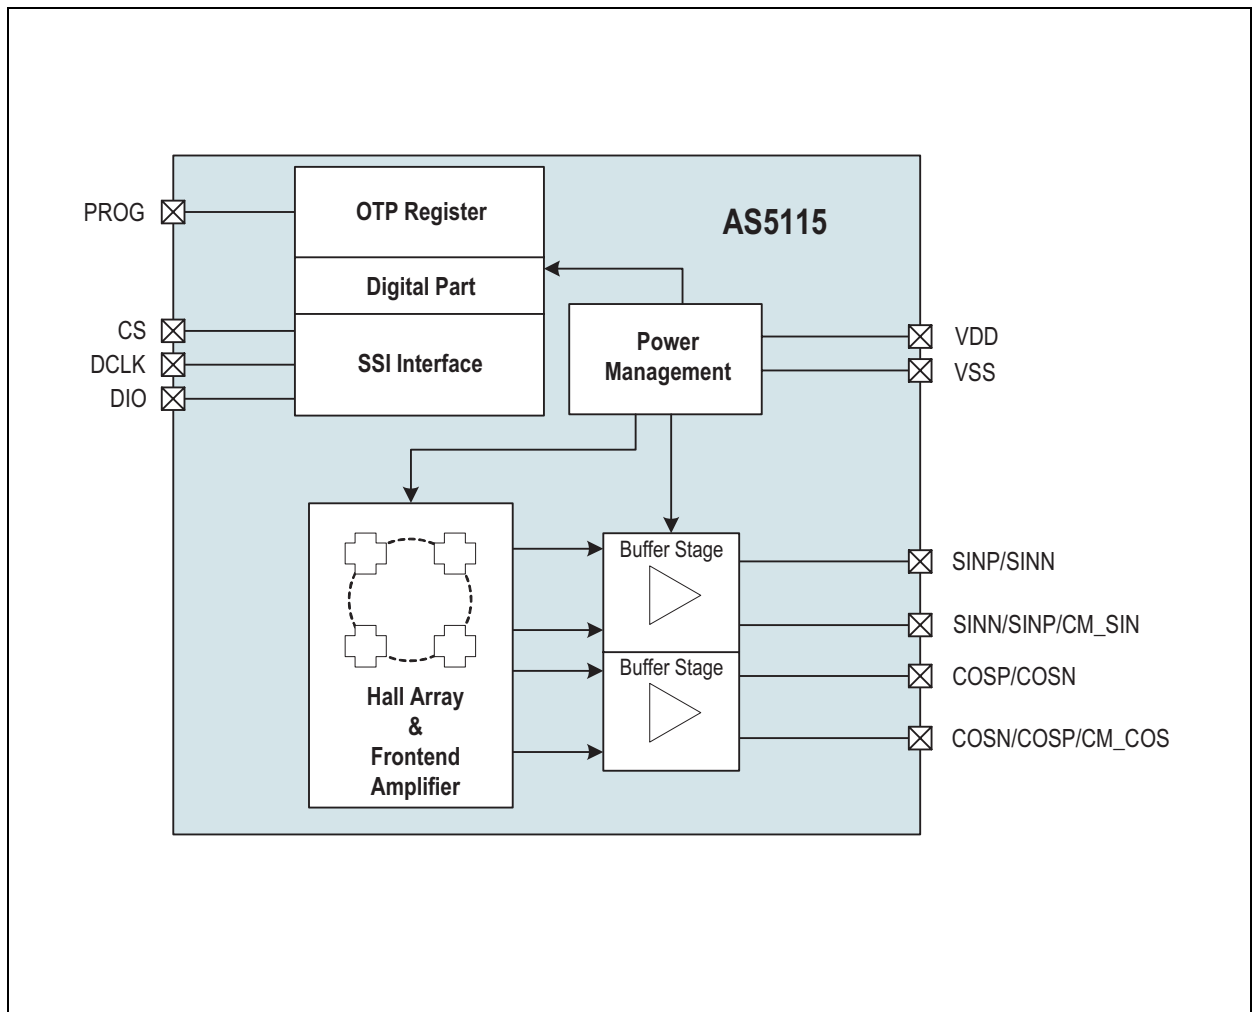 PROG
OTP Register
AS5115
Digital Part
CS
DCLK
DIO
SSI Interface
Power
Management
VDD
VSS
Buffer Stage
SINP/SINN
SINN/SINP/CM_SIN
Buffer Stage
COSP/COSN
COSN/COSP/CM_COS
Hall Array
&
Frontend
Amplifier